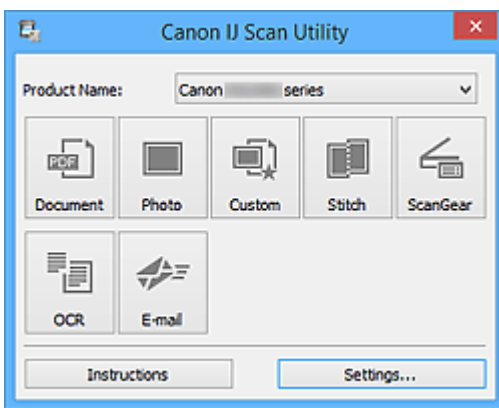 Canon IJ Scan Utility
Product Name: Canon series
PDF
Document Photo Custom Stitch ScanGear
OCR E-mail
Instructions Settings...